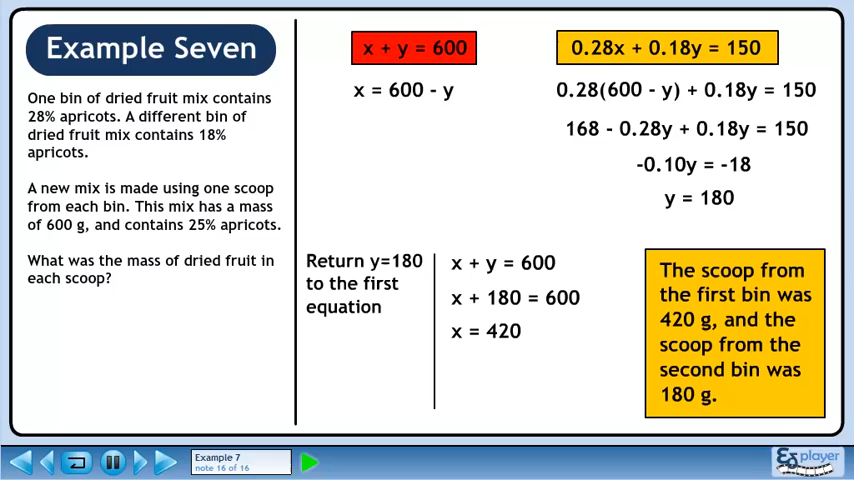 Example Seven
One bin of dried fruit mix contains
28% apricots. A different bin of
dried fruit mix contains 18%
apricots.
A new mix is made using one scoop
from each bin. This mix has a mass
of 600 g, and contains 25% apricots.
What was the mass of dried fruit in
each scoop?
x + y = 600
x = 600 - y
0.28x + 0.18y = 150
0.28(600 - y) + 0.18y = 150
168 - 0.28y + 0.18y = 150
-0.10y = -18
y = 180
Return y=180
to the first
equation
x + y = 600
x + 180 = 600
x = 420
The scoop from
the first bin was
420 g, and the
scoop from the
second bin was
180 g.
Example 7
note 16 of 16
player